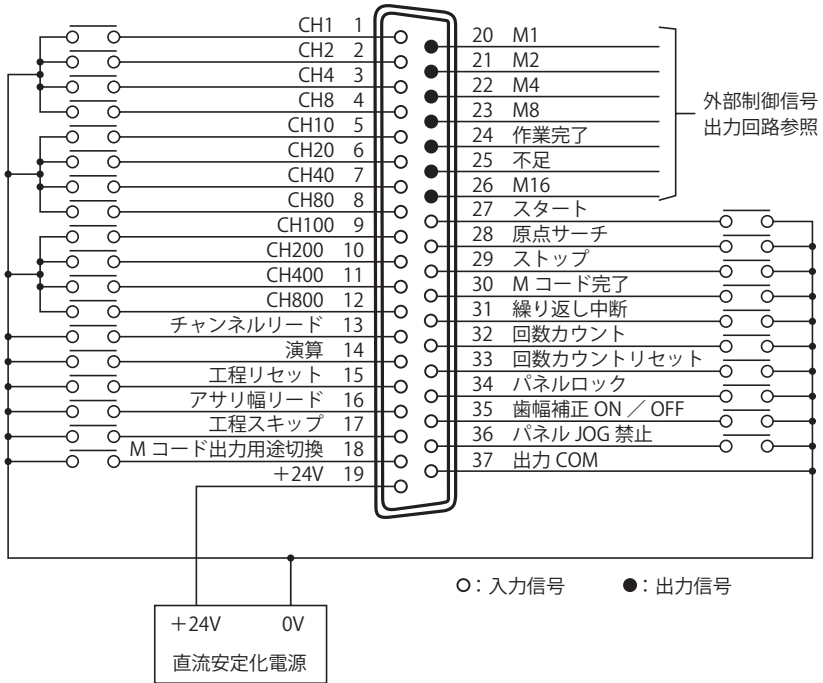 CH1 1
CH2 2
CH4 3
CH8 4
CH10 5
CH20 6
CH40 7
CH80 8
CH100 9
CH200 10
CH400 11
CH800 12
チャンネルリード 13
演算 14
工程リセット 15
アサリ幅リード 16
工程スキップ 17
M コード出力用途切換 18
＋24V 19
20 M1
21 M2
22 M4
23 M8
24 作業完了
25 不足
26 M16
27 スタート
28 原点サーチ
29 ストップ
30 M コード完了
31 繰り返し中断
32 回数カウント
33 回数カウントリセット
34 パネルロック
35 歯幅補正 ON ／ OFF
36 パネル JOG 禁止
37 出力 COM
外部制御信号
出力回路参照
○：入力信号 ●：出力信号
＋24V 0V
直流安定化電源